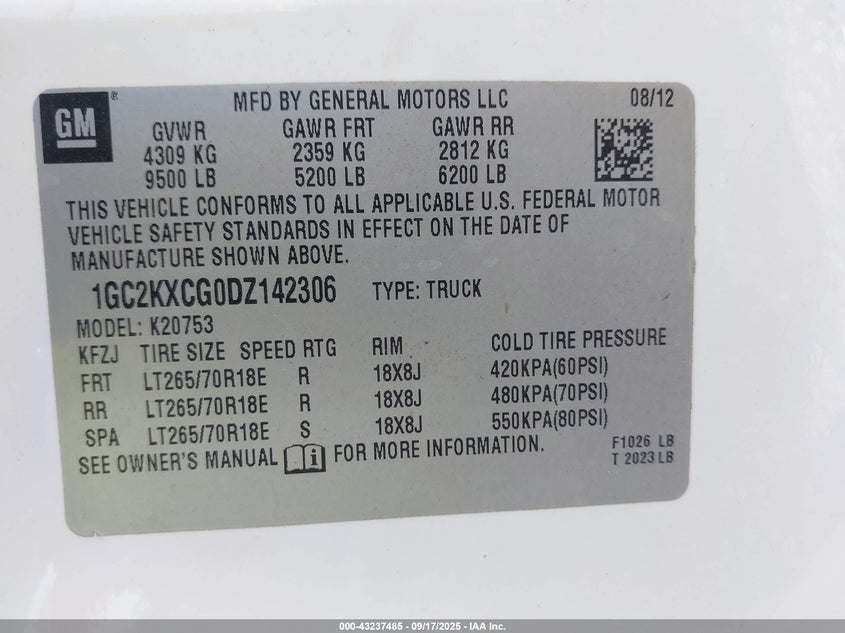 GM ®
MFD BY GENERAL MOTORS LLC 08/12
GVWR GAWR FRT GAWR RR
4309 KG 2359 KG 2812 KG
9500 LB 5200 LB 6200 LB
THIS VEHICLE CONFORMS TO ALL APPLICABLE U.S. FEDERAL MOTOR
VEHICLE SAFETY STANDARDS IN EFFECT ON THE DATE OF
MANUFACTURE SHOWN ABOVE.
1GC2KXCG0DZ142306 TYPE: TRUCK
MODEL: K20753
KFZJ TIRE SIZE SPEED RTG RIM COLD TIRE PRESSURE
FRT LT265/70R18E R 18X8J 420KPA(60PSI)
RR LT265/70R18E R 18X8J 480KPA(70PSI)
SPA LT265/70R18E S 18X8J 550KPA(80PSI)
SEE OWNER'S MANUAL i FOR MORE INFORMATION.
F1026 LB
T 2023 LB
000-43237485 - 09/17/2025 - IAA Inc.